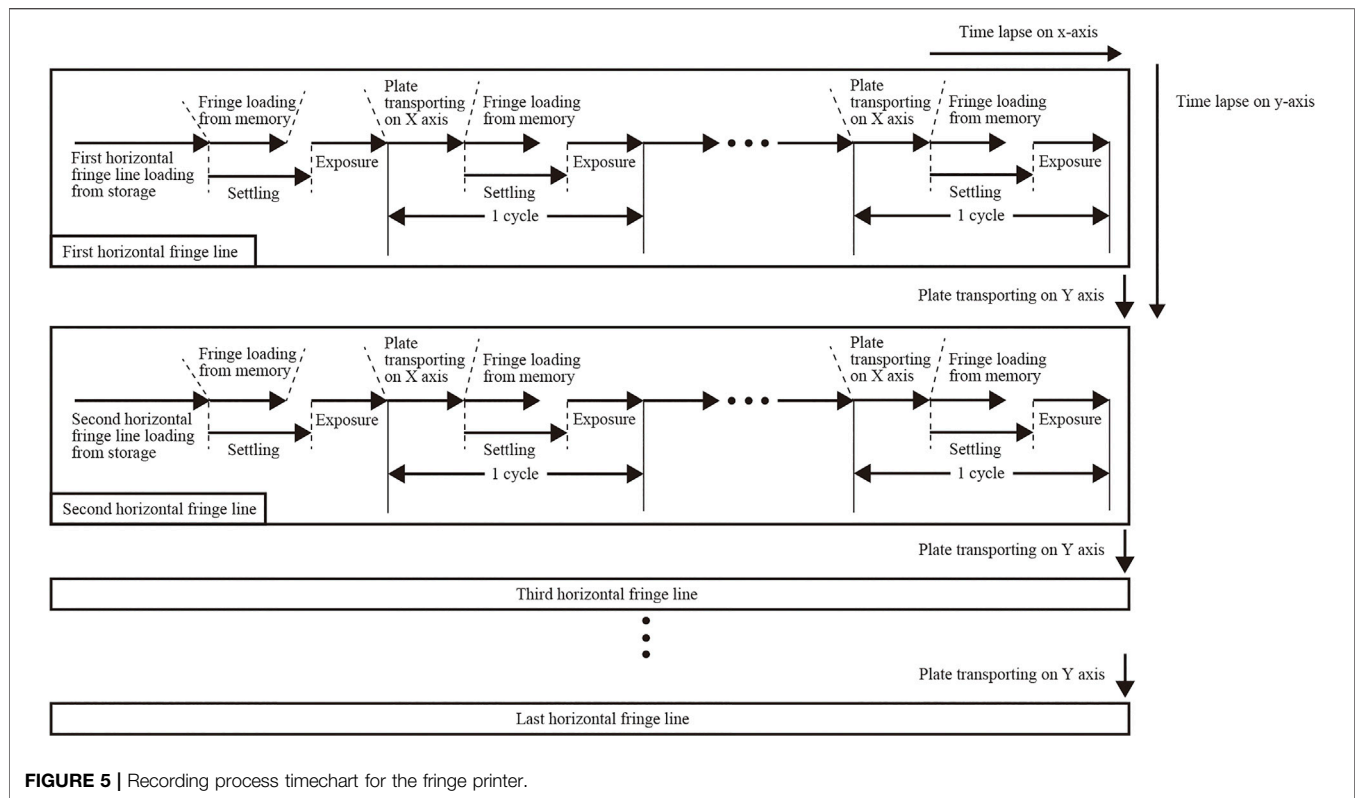 Time lapse on x-axis
Time lapse on y-axis
Fringe loading
from memory
Plate
transporting
on X axis
Fringe loading
from memory
Plate
transporting
on X axis
Fringe loading
from memory
First horizontal
fringe line loading
from storage
Settling
Exposure
Settling
Exposure
Settling
Exposure
1 cycle
1 cycle
First horizontal fringe line
Plate transporting on Y axis
Fringe loading
from memory
Plate
transporting
on X axis
Fringe loading
from memory
Plate
transporting
on X axis
Fringe loading
from memory
Second horizontal
fringe line loading
from storage
Settling
Exposure
Settling
Exposure
Settling
Exposure
1 cycle
1 cycle
Second horizontal fringe line
Plate transporting on Y axis
Third horizontal fringe line
Plate transporting on Y axis
Last horizontal fringe line
FIGURE 5 | Recording process timechart for the fringe printer.